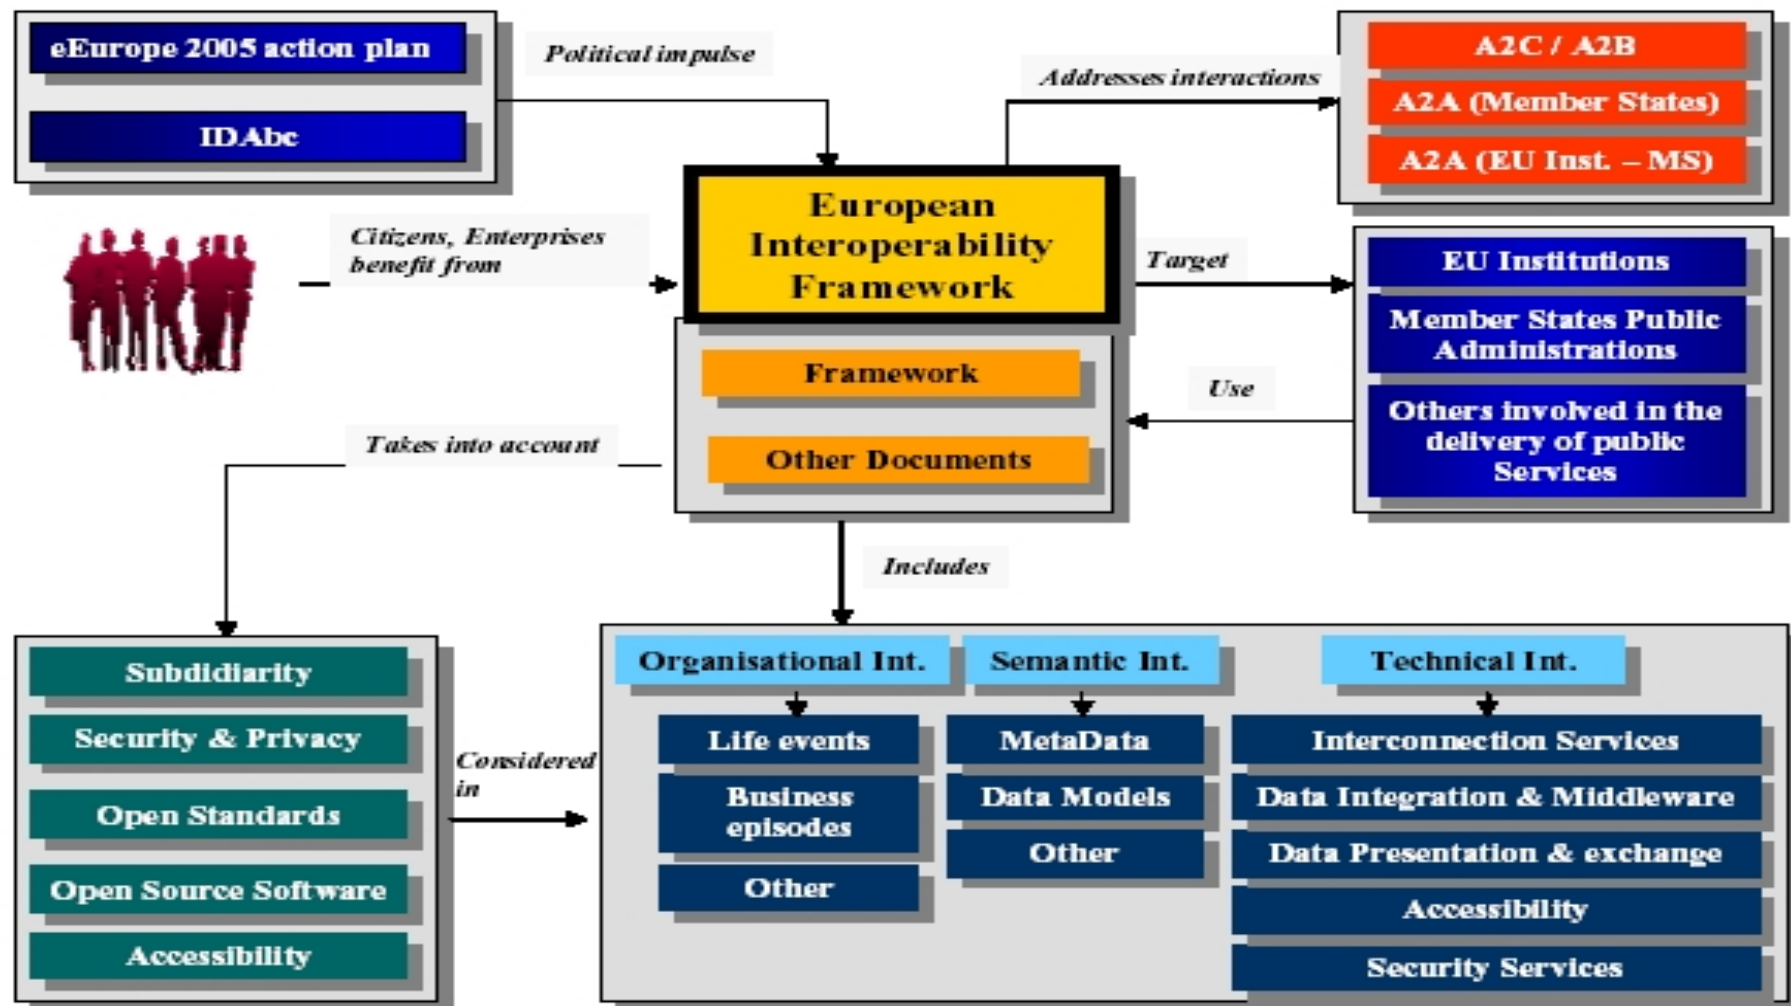 eEurope 2005 action plan
IDAbc
Political impulse
Addresses interactions
A2C / A2B
A2A (Member States)
A2A (EU Inst. – MS)
Citizens, Enterprises
benefit from
European
Interoperability
Framework
Framework
Other Documents
Target
Use
EU Institutions
Member States Public
Administrations
Others involved in the
delivery of public
Services
Takes into account
Includes
Subdidiarity
Security & Privacy
Open Standards
Open Source Software
Accessibility
Considered
in
Organisational Int.
Life events
Business
episodes
Other
Semantic Int.
MetaData
Data Models
Other
Technical Int.
Interconnection Services
Data Integration & Middleware
Data Presentation & exchange
Accessibility
Security Services